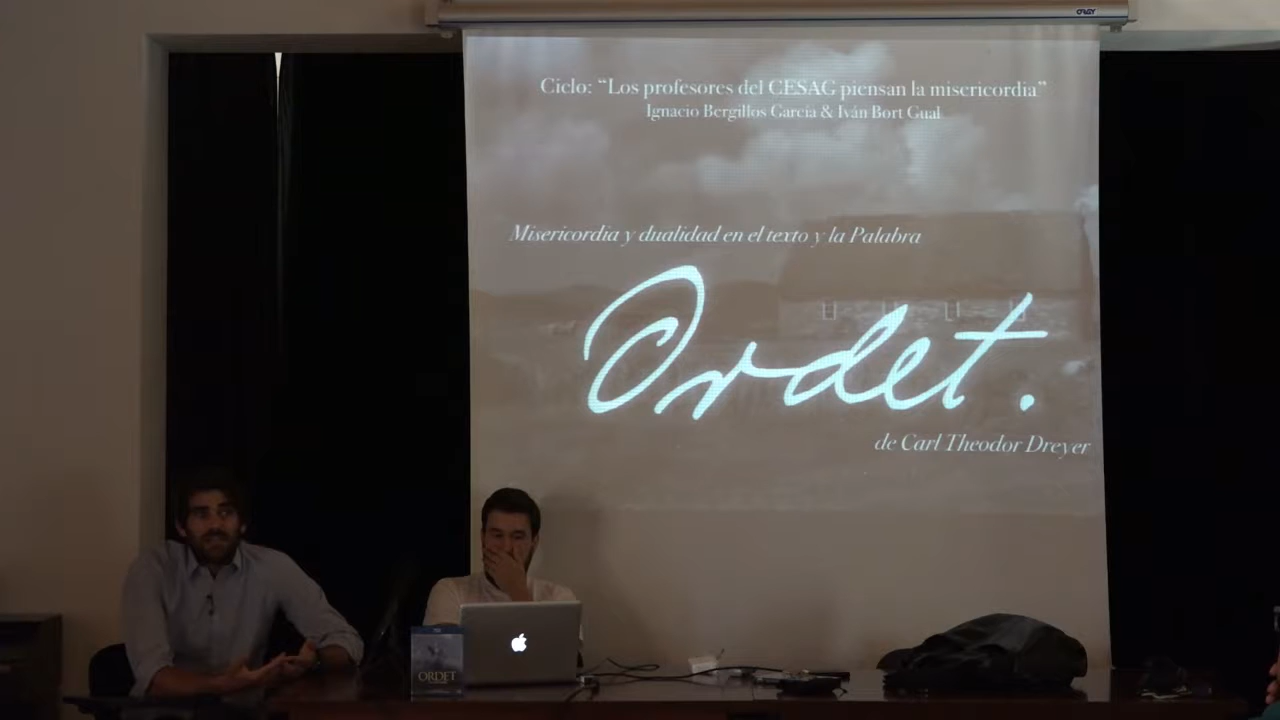 Ciclo: “Los profesores del CESAG piensan la misericordia”
Ignacio Bergillos García & Iván Bort Gual
Misericordia y dualidad en el texto y la Palabra
Ordet.
de Carl Theodor Dreyer
ORDET